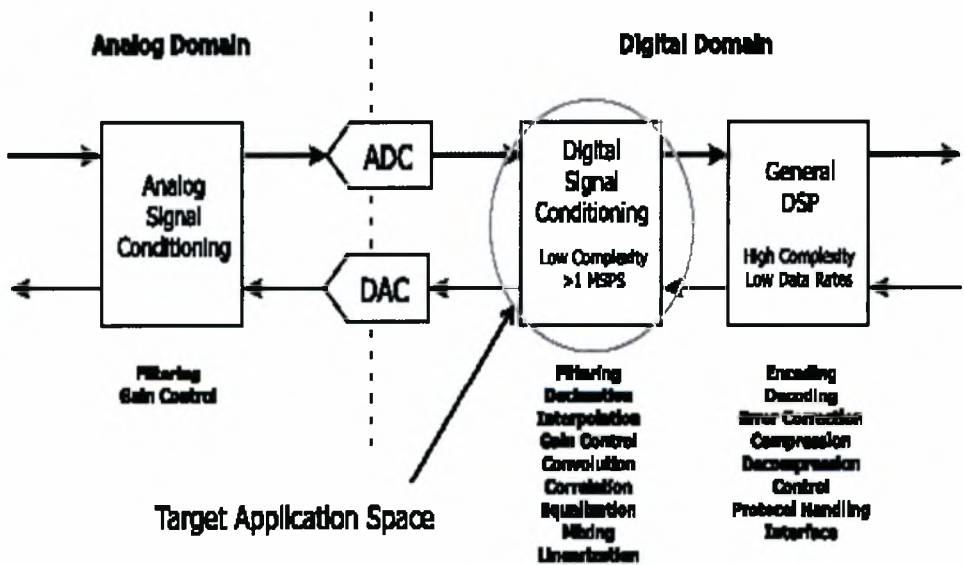 Analog Domain
Digital Domain
Analog
Signal
Conditioning
ADC
DAC
Digital
Signal
Conditioning
Low Complexity
>1 MSPS
General
DSP
High Complexity
Low Data Rates
Filtering
Gain Control
Filtering
Decimation
Interpolation
Gain Control
Convolution
Correlation
Equalization
Mixing
Linearization
Encoding
Decoding
Error Correction
Compression
Decompression
Control
Protocol Handling
Interface
Target Application Space